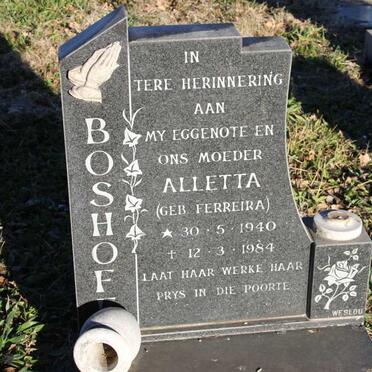 BOSHOFF
IN
TERE HERINNERING
AAN
MY EGGENOTE EN
ONS MOEDER
ALLETTA
(GEB FERREIRA)
★ 30·5·1940
† 12·3·1984
LAAT HAAR WERKE HAAR
PRYS IN DIE POORTE
WESLOU